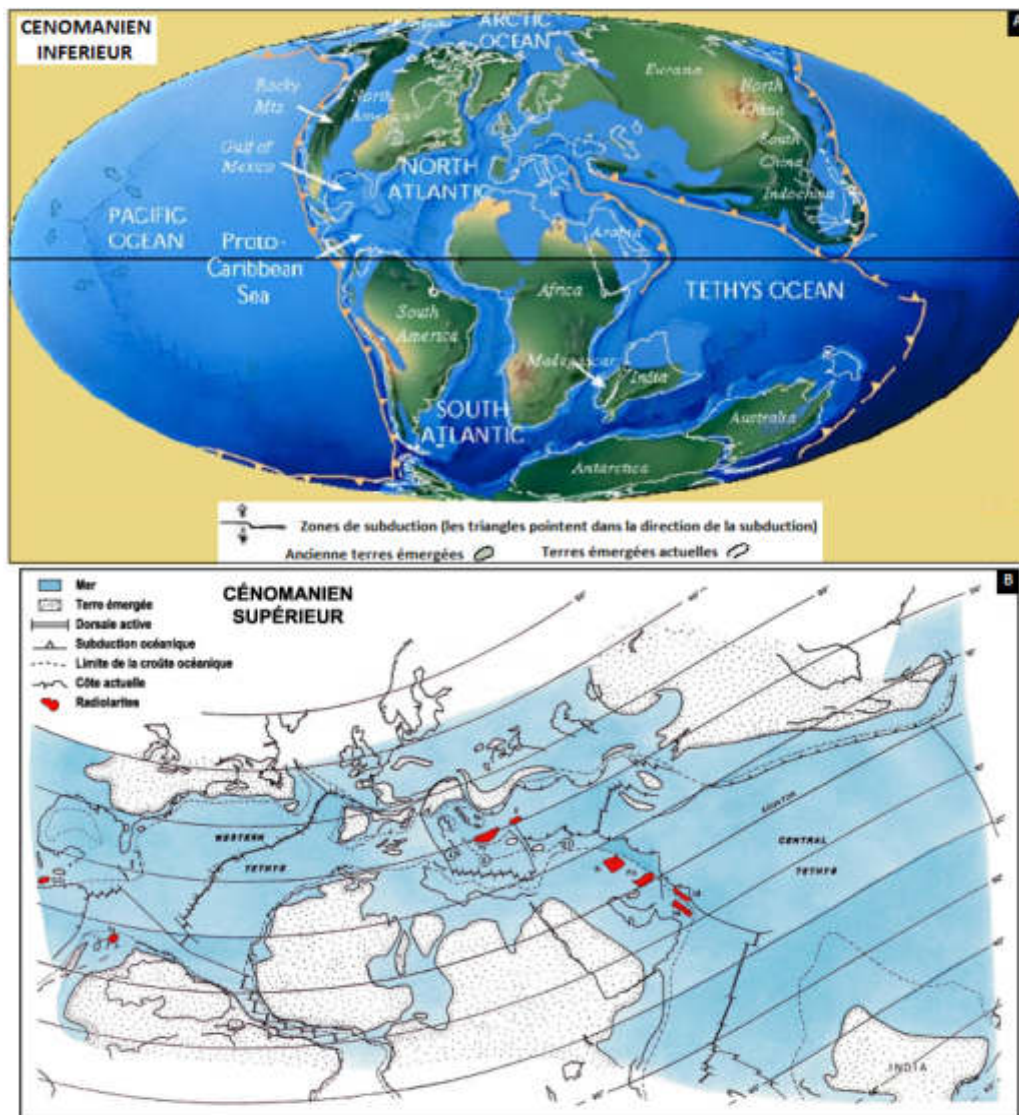 CENOMANIEN
INFERIEUR
A
ARCTIC
OCEAN
Rocky
Mts
North
America
Eurasia
North
China
South
China
Indochina
Gulf of
Mexico
NORTH
ATLANTIC
PACIFIC
OCEAN
Proto-
Caribbean
Sea
Arabia
Africa
TETHYS OCEAN
South
America
Madagascar
India
SOUTH
ATLANTIC
Australia
Antarctica
Zones de subduction (les triangles pointent dans la direction de la subduction)
Ancienne terres émergées
Terres émergées actuelles
B
CÉNOMANIEN
SUPÉRIEUR
Mer
Terre émergée
Dorsale active
Subduction océanique
Limite de la croûte océanique
Côte actuelle
Radiolarites
WESTERN
TETHYS
CENTRAL
TETHYS
INDIA